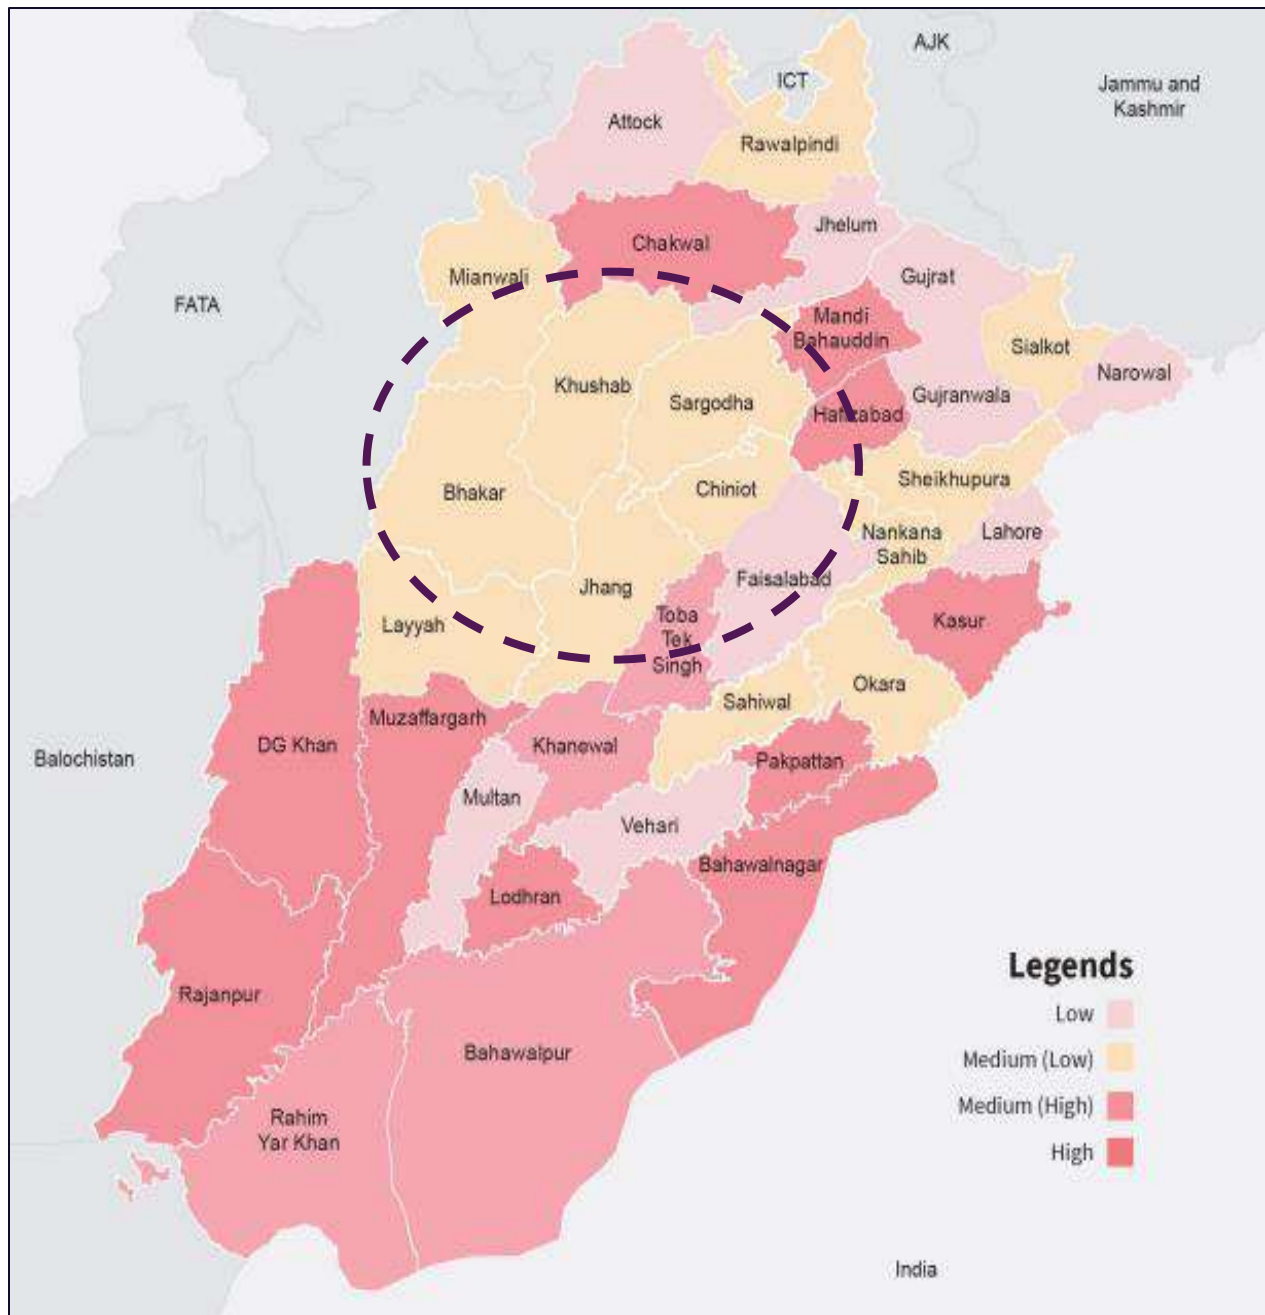 AJK
ICT
Jammu and
Kashmir
Attock
Rawalpindi
Jhelum
Chakwal
Mianwali
Gujrat
FATA
Mandi
Bahauddin
Sialkot
Narowal
Khushab
Sargodha
Gujranwala
Hafizabad
Sheikhupura
Bhakar
Chiniot
Nankana
Sahib
Lahore
Faisalabad
Jhang
Layyah
Toba
Tek
Singh
Kasur
Okara
Sahiwal
Muzaffargarh
DG Khan
Khanewal
Balochistan
Pakpattan
Multan
Vehari
Bahawalnagar
Lodhran
Rajanpur
Bahawalpur
Rahim
Yar Khan
Legends
Low
Medium (Low)
Medium (High)
High
India